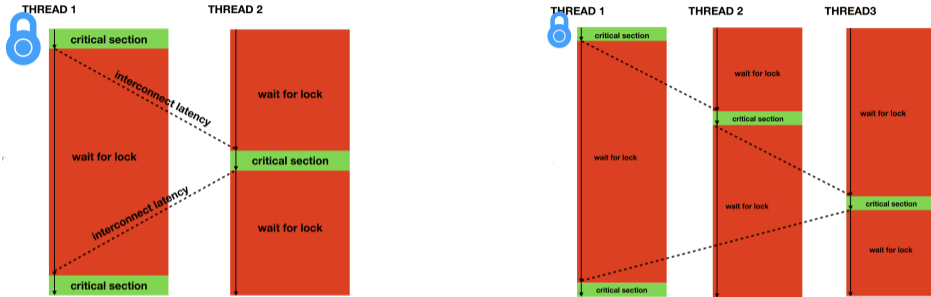 THREAD 1
THREAD 2
critical section
interconnect latency
wait for lock
wait for lock
critical section
interconnect latency
wait for lock
critical section
THREAD 1
THREAD 2
THREAD3
critical section
wait for lock
wait for lock
critical section
wait for lock
wait for lock
critical section
wait for lock
critical section